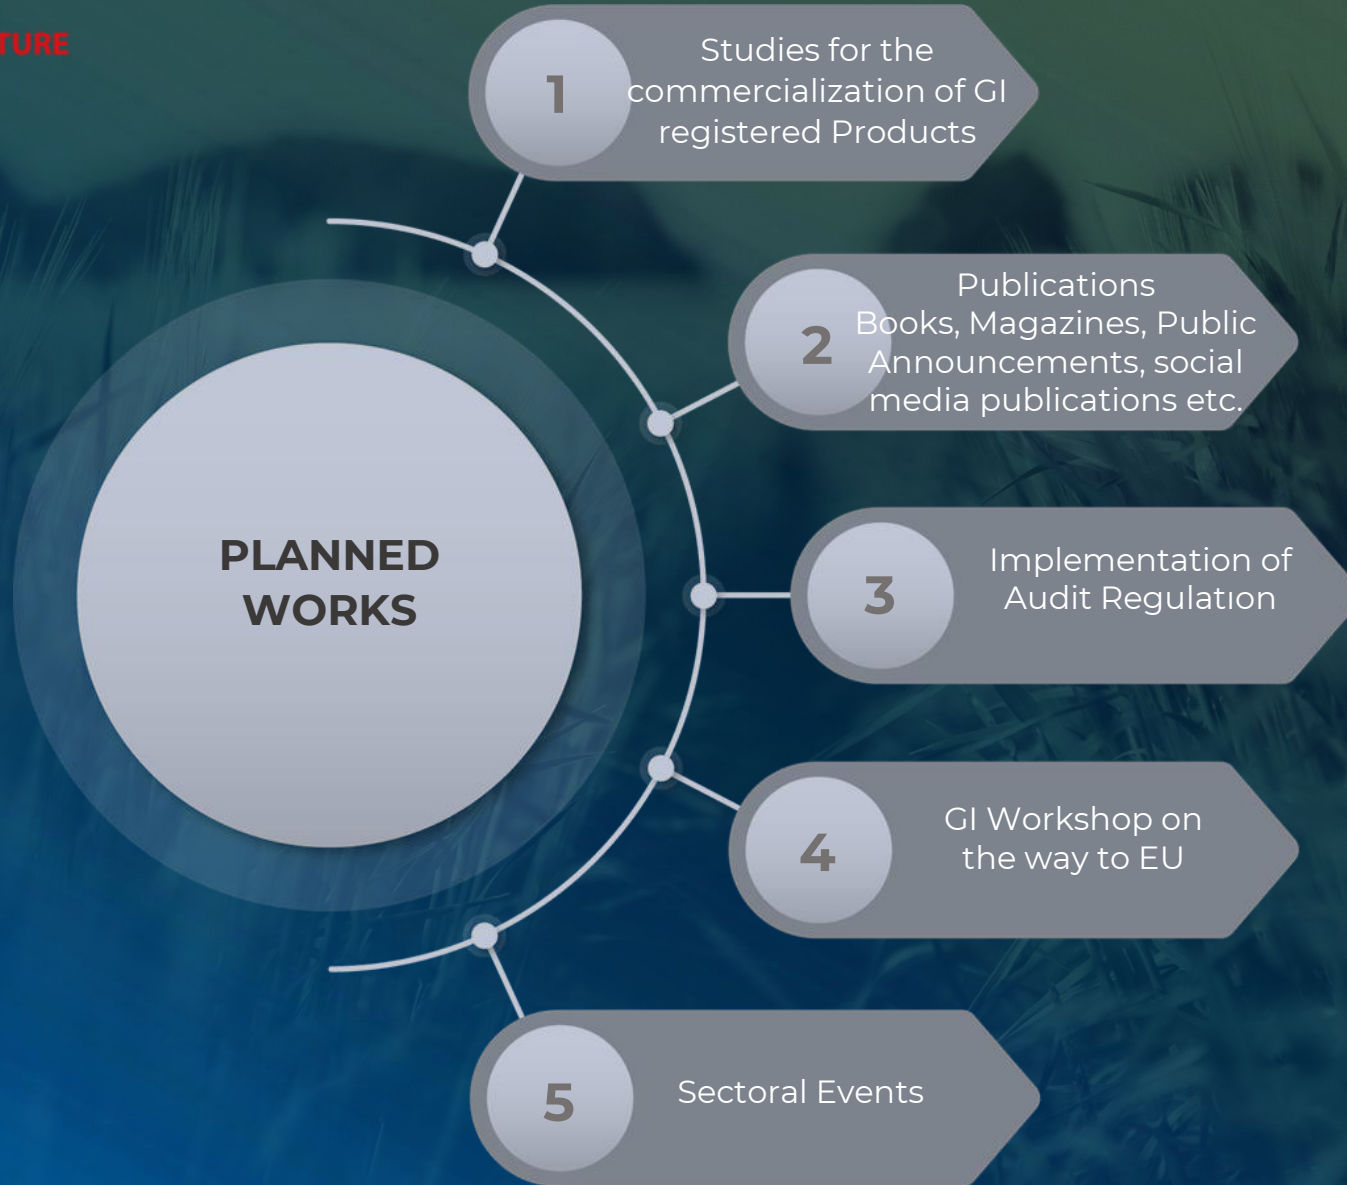 TURE
1
Studies for the
commercialization of GI
registered Products
2
Publications
Books, Magazines, Public
Announcements, social
media publications etc.
PLANNED
WORKS
3
Implementation of
Audit Regulatıon
4
GI Workshop on
the way to EU
5
Sectoral Events